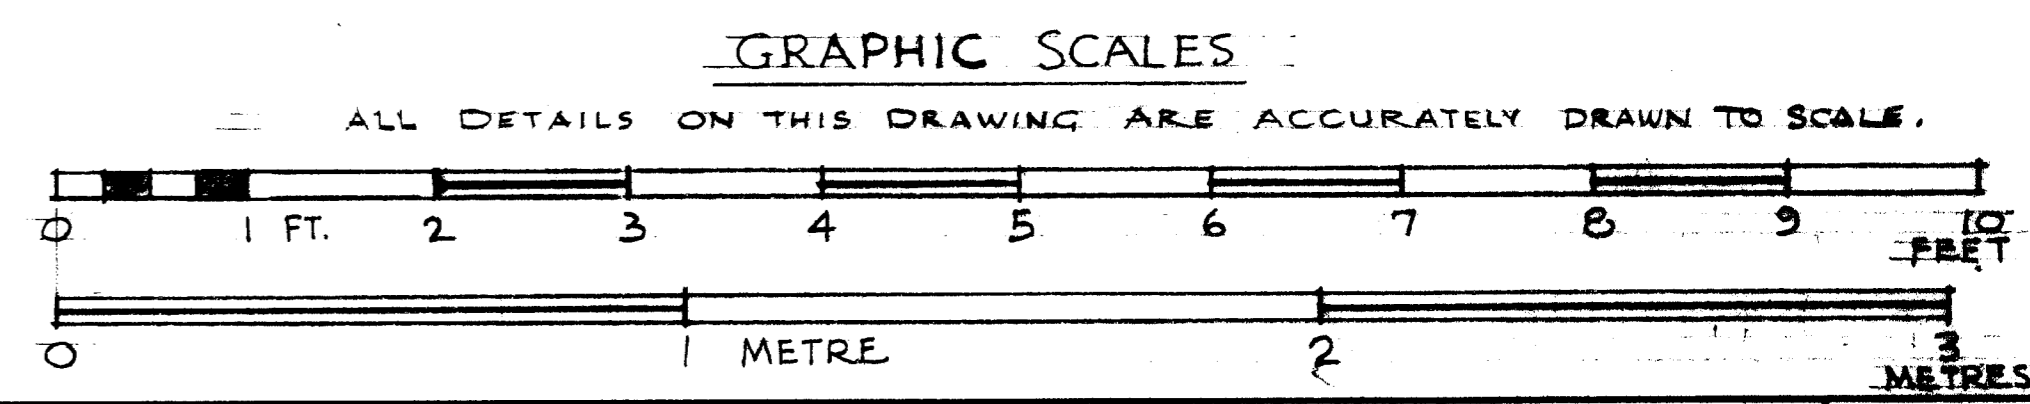 GRAPHIC SCALES
ALL DETAILS ON THIS DRAWING ARE ACCURATELY DRAWN TO SCALE.
0 1 FT. 2 3 4 5 6 7 8 9 10
FEET
0 1 METRE 2 3
METRES